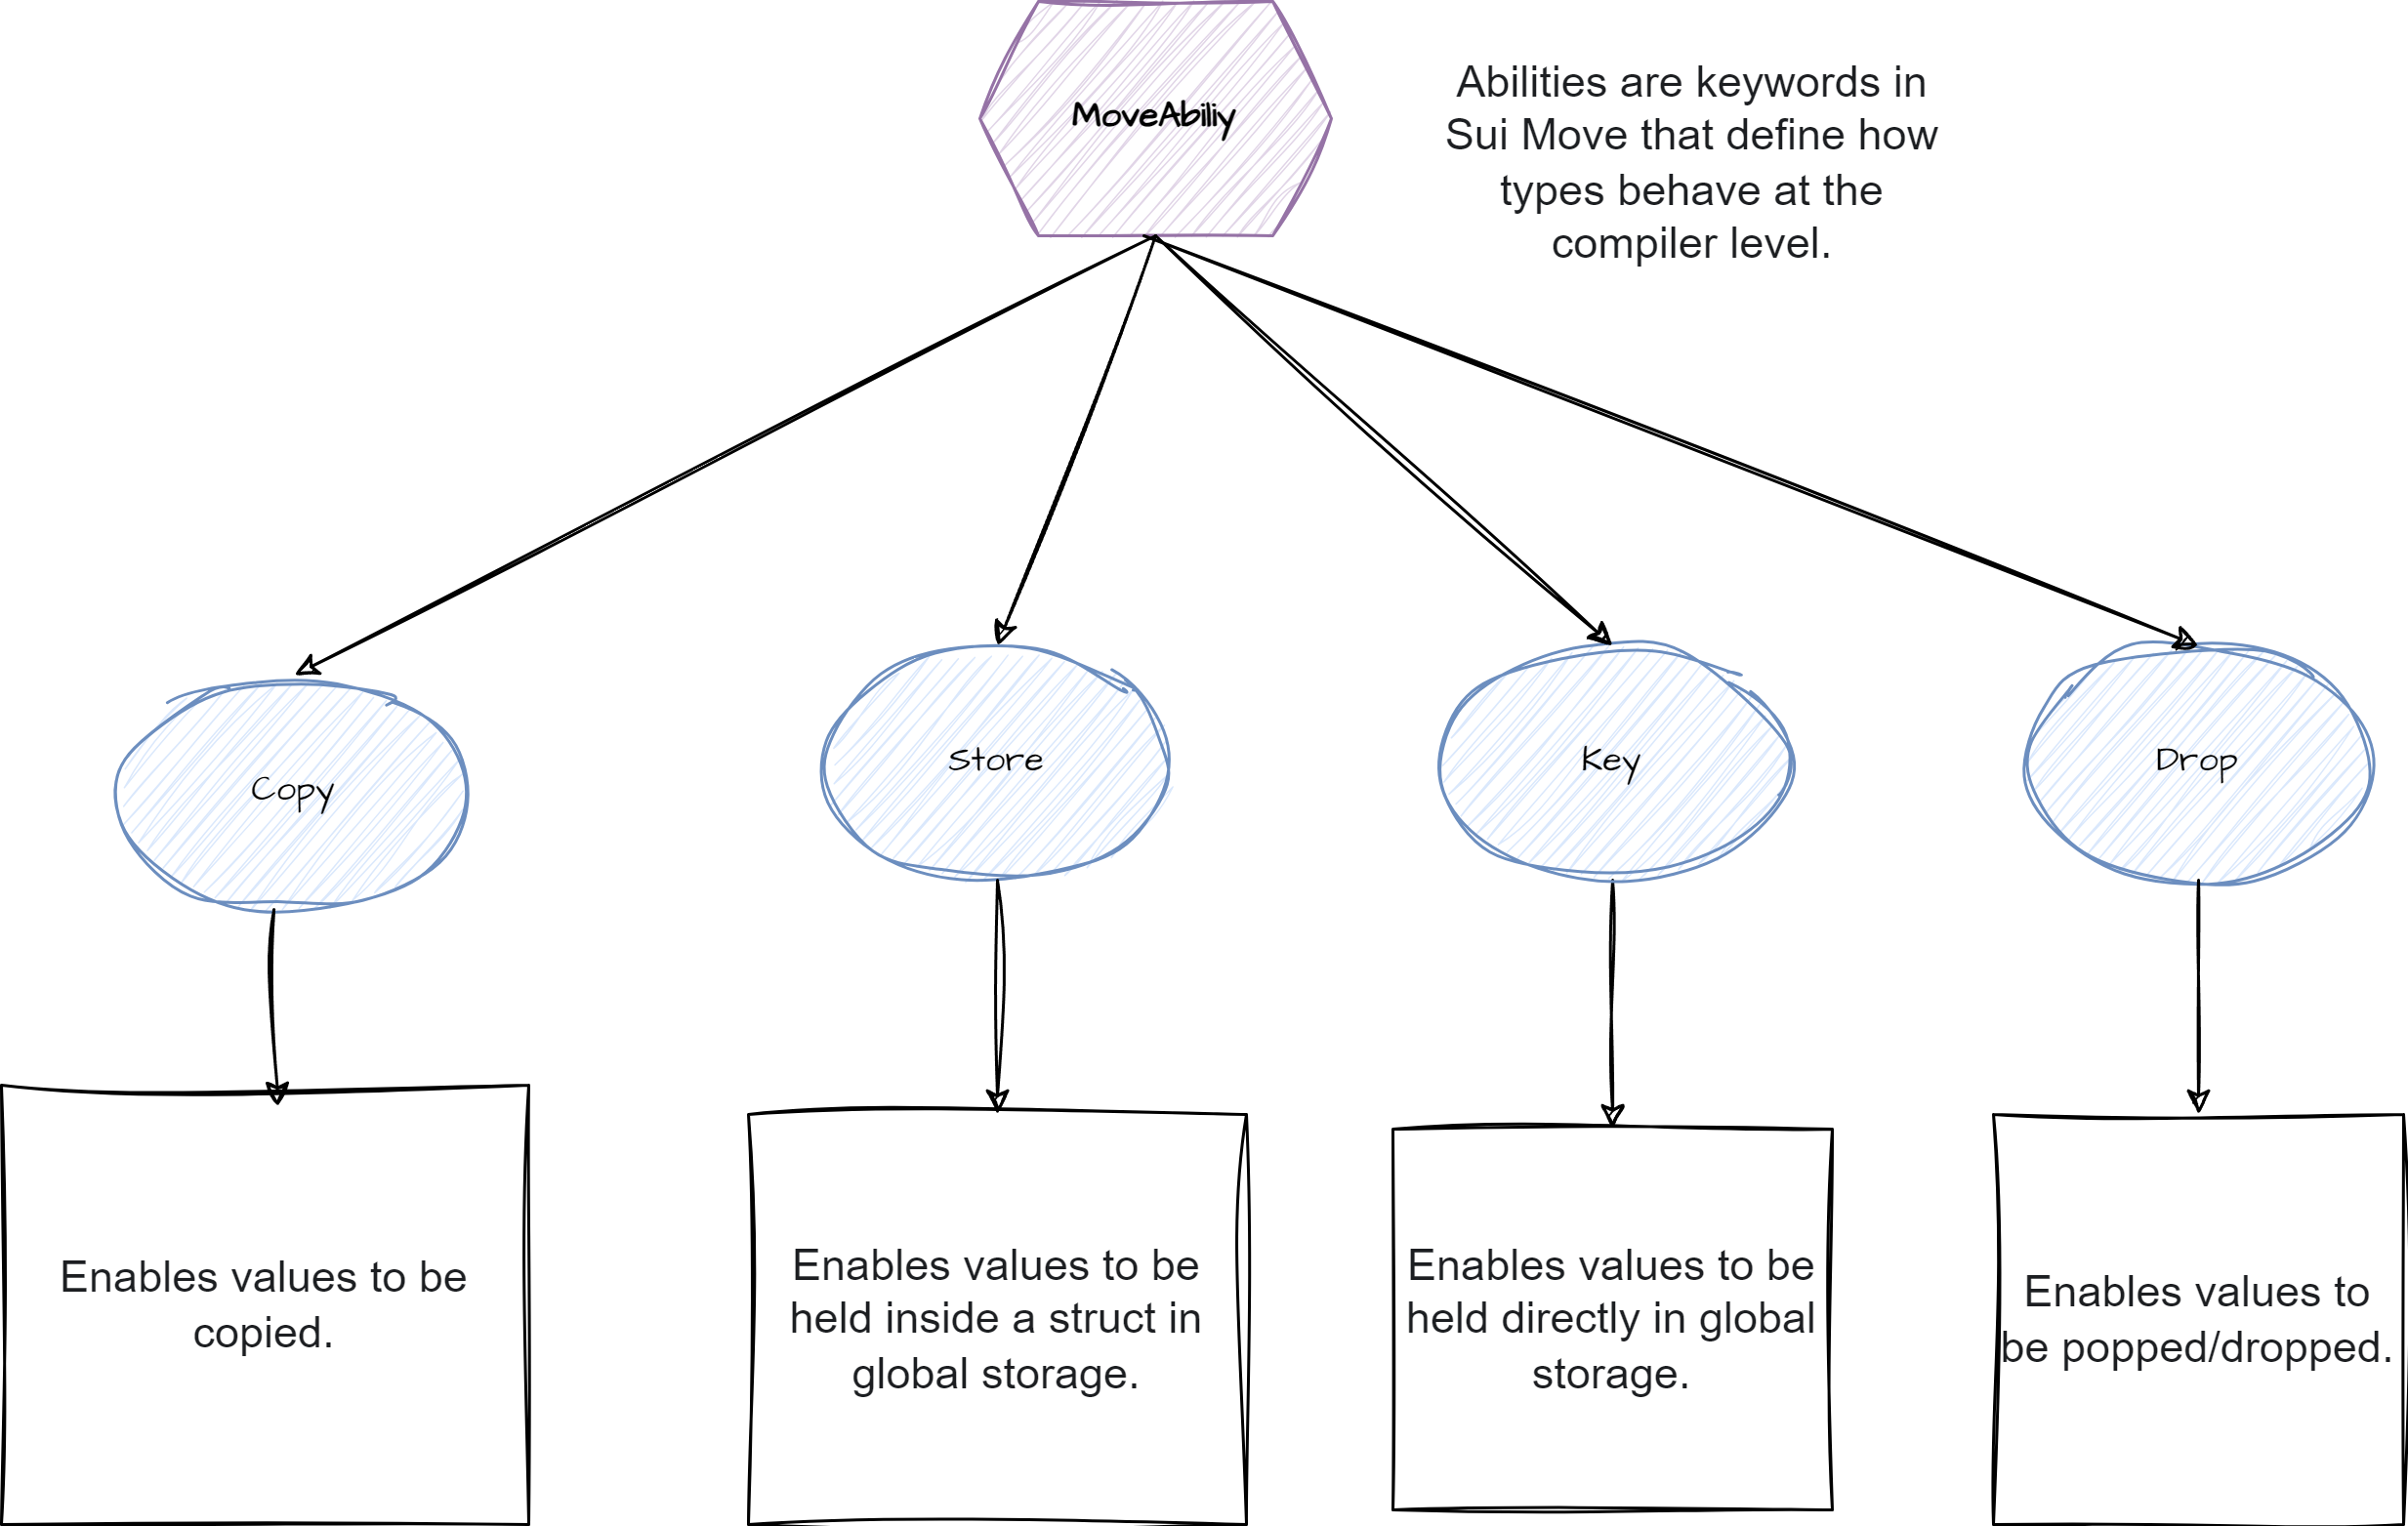 MoveAbiliy
Abilities are keywords in
Sui Move that define how
types behave at the
compiler level.
Copy
Store
Key
Drop
Enables values to be
copied.
Enables values to be
held inside a struct in
global storage.
Enables values to be
held directly in global
storage.
Enables values to
be popped/dropped.